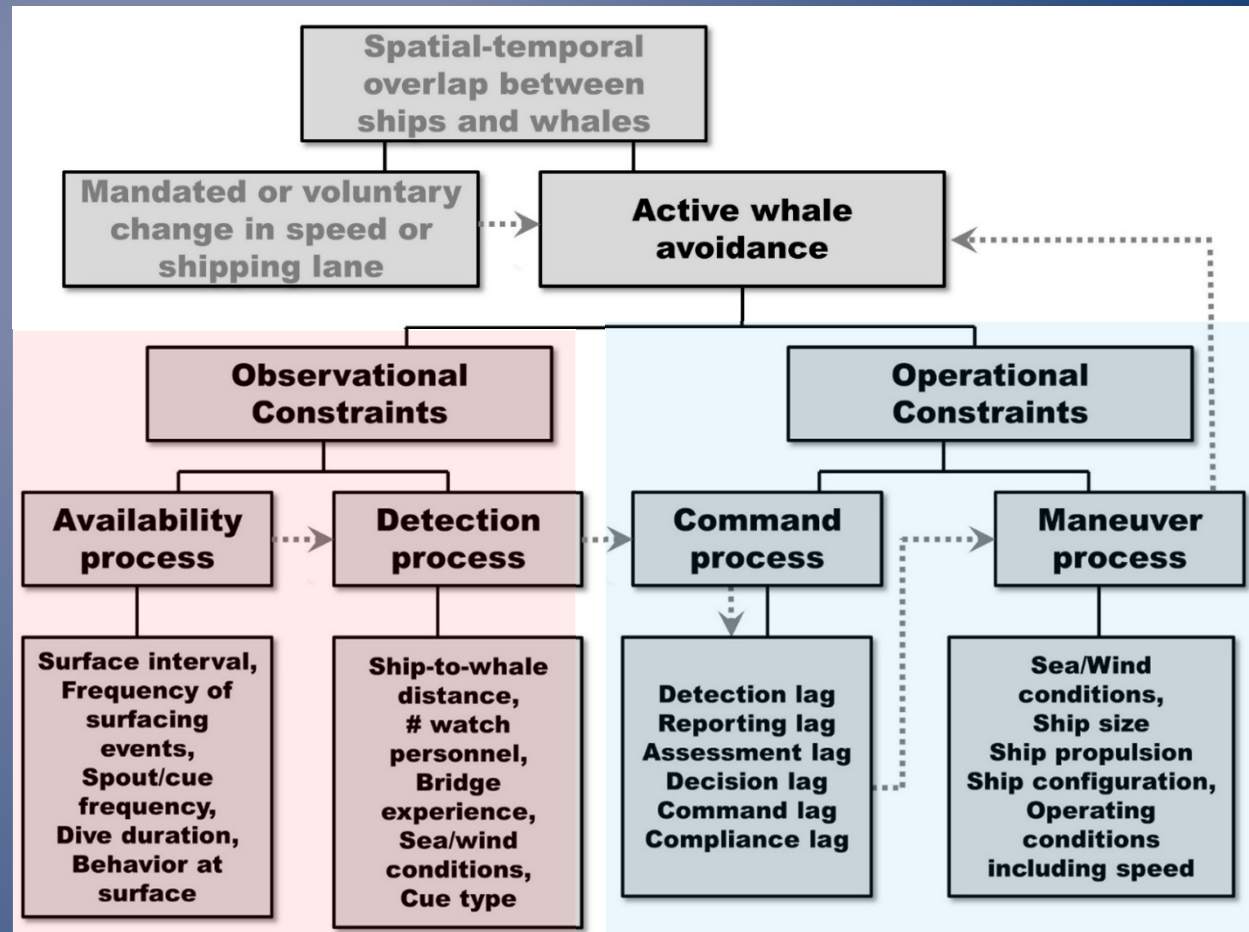 Spatial-temporal
overlap between
ships and whales
Mandated or voluntary
change in speed or
shipping lane
Active whale
avoidance
Observational
Constraints
Operational
Constraints
Availability
process
Detection
process
Command
process
Maneuver
process
Surface interval,
Frequency of
surfacing
events,
Spout/cue
frequency,
Dive duration,
Behavior at
surface
Ship-to-whale
distance,
# watch
personnel,
Bridge
experience,
Sea/wind
conditions,
Cue type
Detection lag
Reporting lag
Assessment lag
Decision lag
Command lag
Compliance lag
Sea/Wind
conditions,
Ship size
Ship propulsion
Ship configuration,
Operating
conditions
including speed